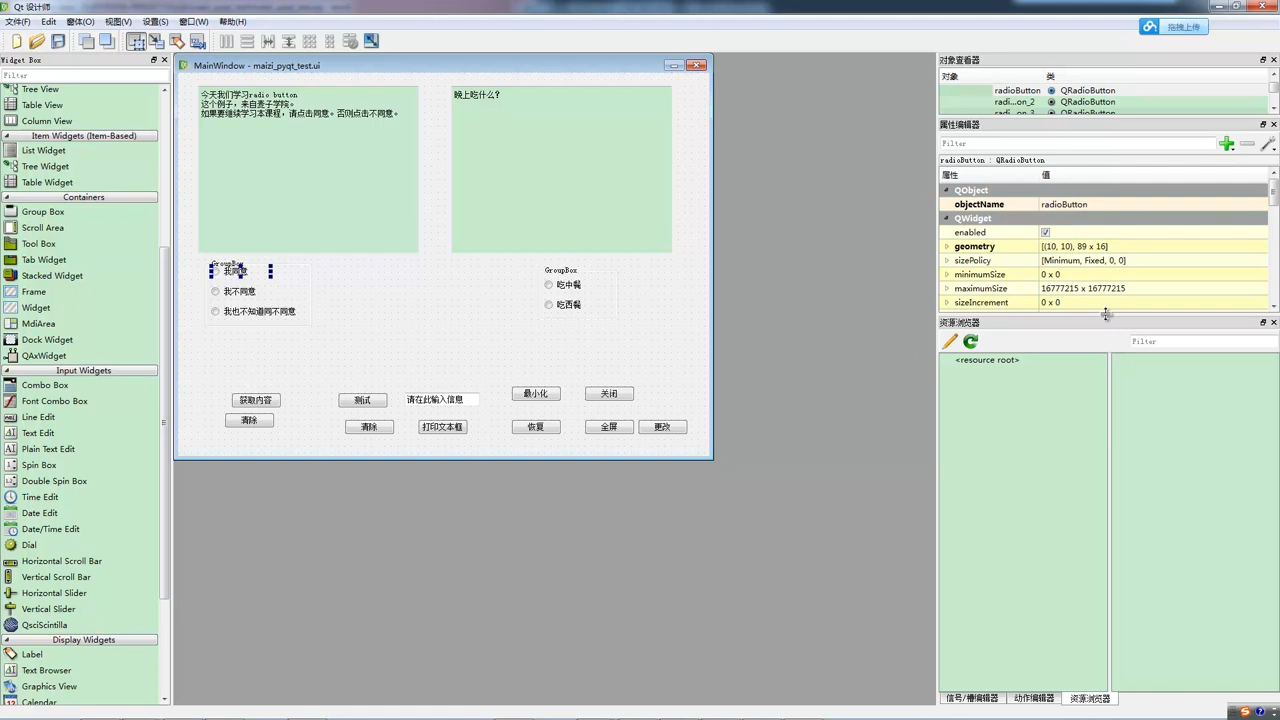 Qt 设计师
文件(F) Edit 窗体(O) 视图(V) 设置(S) 窗口(W) 帮助(H)
拖拽上传
Widget Box
Filter
Tree View
Table View
Column View
Item Widgets (Item-Based)
List Widget
Tree Widget
Table Widget
Containers
Group Box
Scroll Area
Tool Box
Tab Widget
Stacked Widget
Frame
Widget
MdiArea
Dock Widget
QAxWidget
Input Widgets
Combo Box
Font Combo Box
Line Edit
Text Edit
Plain Text Edit
Spin Box
Double Spin Box
Time Edit
Date Edit
Date/Time Edit
Dial
Horizontal Scroll Bar
Vertical Scroll Bar
Horizontal Slider
Vertical Slider
QsciScintilla
Display Widgets
Label
Text Browser
Graphics View
Calendar
MainWindow - maizi_pyqt_test.ui
今天我们学习radio button
这个例子，来自麦子学院。
如果要继续学习本课程，请点击同意。否则点击不同意。
晚上吃什么？
GroupBox
我同意
我不同意
我也不知道同不同意
GroupBox
吃中餐
吃西餐
获取内容 测试 请在此输入信息 最小化 关闭
清除 清除 打印文本框 恢复 全屏 更改
对象查看器
对象 类
radioButton QRadioButton
radi...on_2 QRadioButton
radi...on_3 QRadioButton
属性编辑器
Filter
radioButton : QRadioButton
属性 值
QObject
objectName radioButton
QWidget
enabled
geometry [(10, 10), 89 x 16]
sizePolicy [Minimum, Fixed, 0, 0]
minimumSize 0 x 0
maximumSize 16777215 x 16777215
sizeIncrement 0 x 0
资源浏览器
Filter
<resource root>
信号/槽编辑器 动作编辑器 资源浏览器